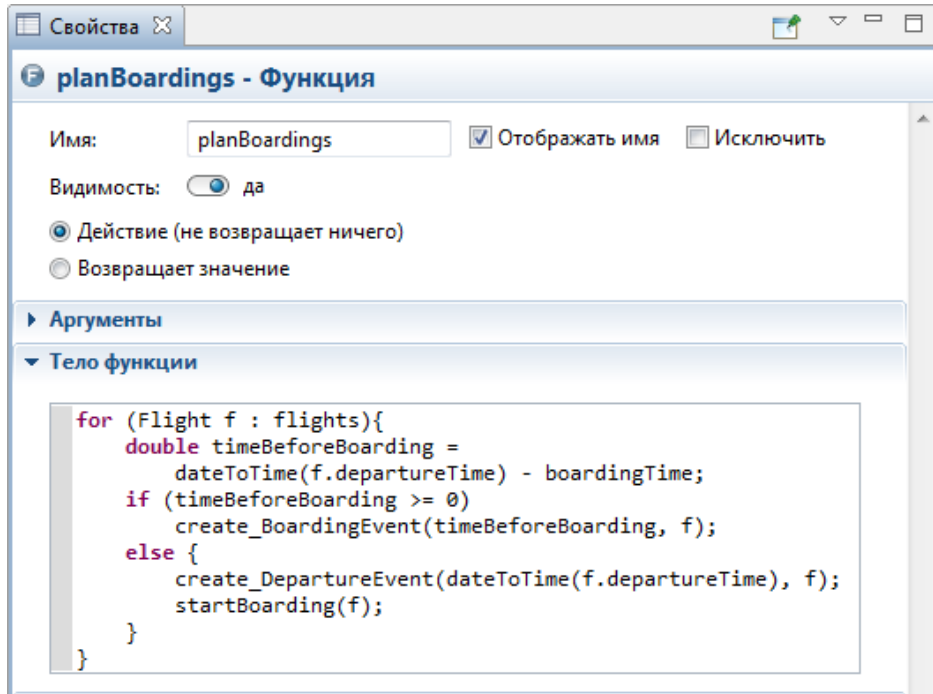 Свойства
planBoardings - Функция
Имя: planBoardings Отображать имя Исключить
Видимость: да
Действие (не возвращает ничего)
Возвращает значение
Аргументы
Тело функции
for (Flight f : flights){
    double timeBeforeBoarding =
        dateToTime(f.departureTime) - boardingTime;
    if (timeBeforeBoarding >= 0)
        create_BoardingEvent(timeBeforeBoarding, f);
    else {
        create_DepartureEvent(dateToTime(f.departureTime), f);
        startBoarding(f);
    }
}